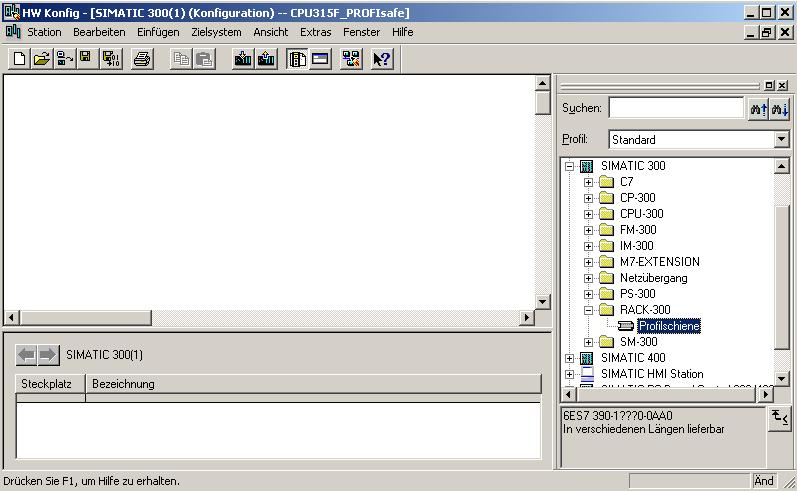 HW Konfig - [SIMATIC 300(1) (Konfiguration) -- CPU315F_PROFIsafe]
Station Bearbeiten Einfügen Zielsystem Ansicht Extras Fenster Hilfe
Suchen:
Profil: Standard
SIMATIC 300
C7
CP-300
CPU-300
FM-300
IM-300
M7-EXTENSION
Netzübergang
PS-300
RACK-300
Profilschiene
SM-300
SIMATIC 400
SIMATIC HMI Station
6ES7 390-1???0-0AA0
In verschiedenen Längen lieferbar
SIMATIC 300(1)
Steckplatz Bezeichnung
Drücken Sie F1, um Hilfe zu erhalten.
Änd